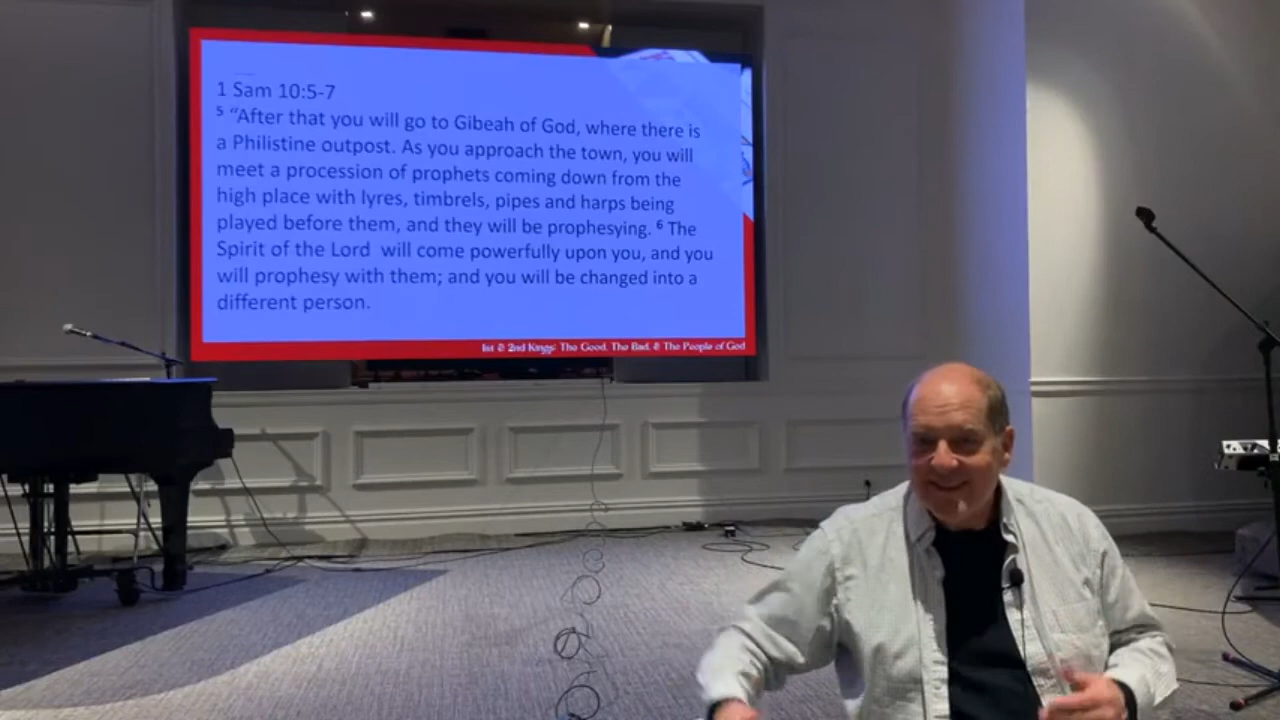 1 Sam 10:5-7
⁵ “After that you will go to Gibeah of God, where there is
a Philistine outpost. As you approach the town, you will
meet a procession of prophets coming down from the
high place with lyres, timbrels, pipes and harps being
played before them, and they will be prophesying. ⁶ The
Spirit of the Lord  will come powerfully upon you, and you
will prophesy with them; and you will be changed into a
different person.
1st & 2nd Kings: The Good, The Bad, & The People of God